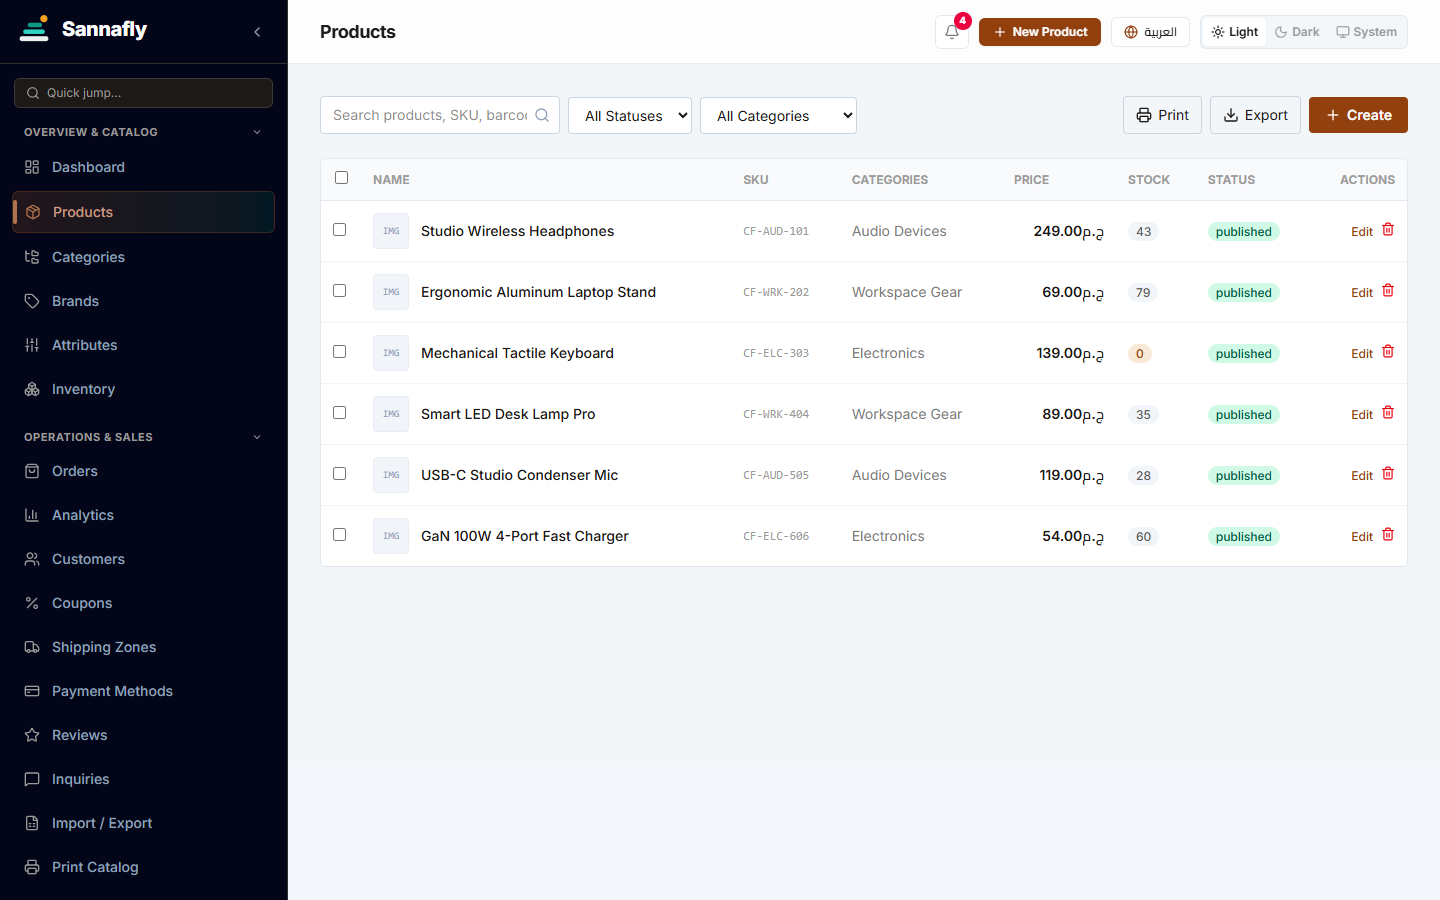 Sannafly
Quick jump...
OVERVIEW & CATALOG
Dashboard
Products
Categories
Brands
Attributes
Inventory
OPERATIONS & SALES
Orders
Analytics
Customers
Coupons
Shipping Zones
Payment Methods
Reviews
Inquiries
Import / Export
Print Catalog
Products
4
New Product
العربية
Light
Dark
System
Search products, SKU, barco
All Statuses
All Categories
Print
Export
Create
NAME SKU CATEGORIES PRICE STOCK STATUS ACTIONS
IMG Studio Wireless Headphones CF-AUD-101 Audio Devices 249.00ج.م 43 published Edit
IMG Ergonomic Aluminum Laptop Stand CF-WRK-202 Workspace Gear 69.00ج.م 79 published Edit
IMG Mechanical Tactile Keyboard CF-ELC-303 Electronics 139.00ج.م 0 published Edit
IMG Smart LED Desk Lamp Pro CF-WRK-404 Workspace Gear 89.00ج.م 35 published Edit
IMG USB-C Studio Condenser Mic CF-AUD-505 Audio Devices 119.00ج.م 28 published Edit
IMG GaN 100W 4-Port Fast Charger CF-ELC-606 Electronics 54.00ج.م 60 published Edit